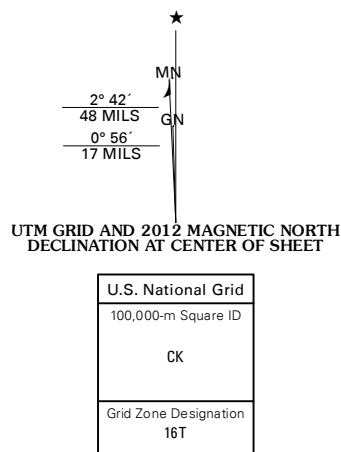 ★
MN
2° 42´
48 MILS
GN
0° 56´
17 MILS
UTM GRID AND 2012 MAGNETIC NORTH
DECLINATION AT CENTER OF SHEET
U.S. National Grid
100,000-m Square ID
CK
Grid Zone Designation
16T